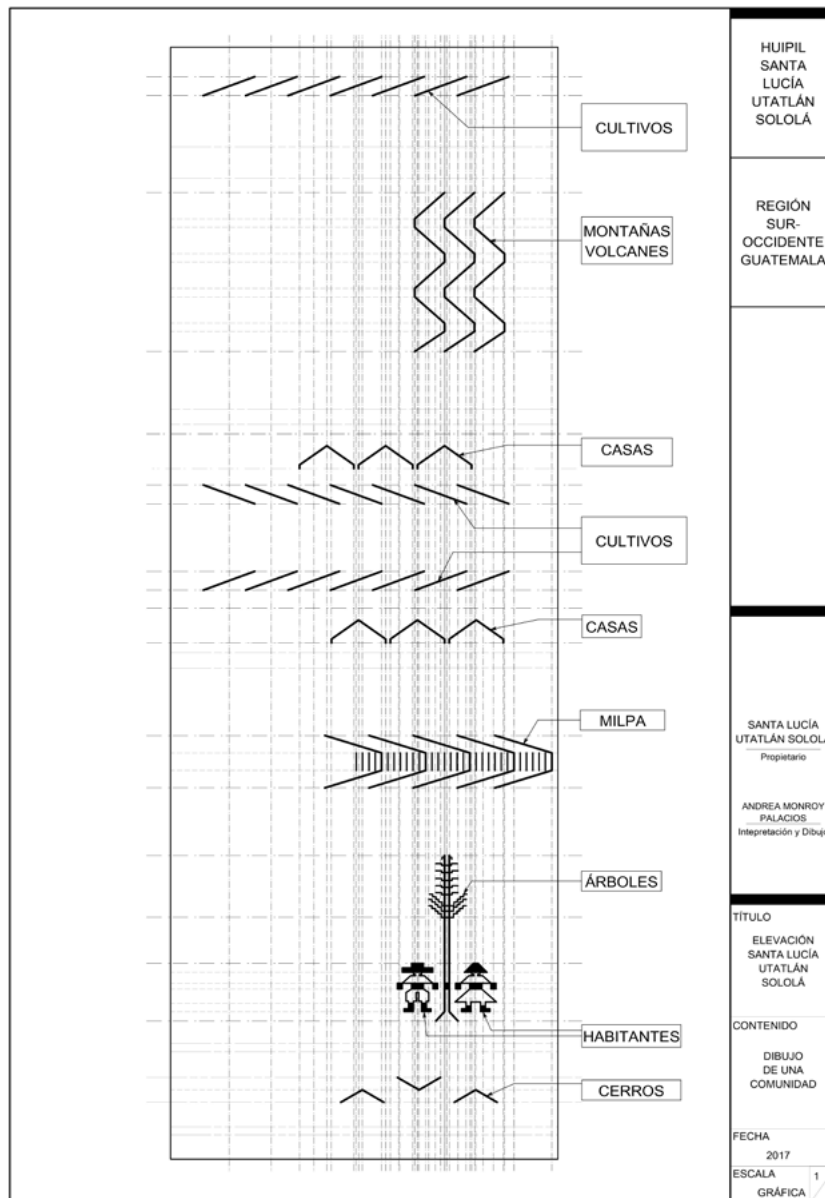 CULTIVOS
MONTAÑAS
VOLCANES
CASAS
CULTIVOS
CASAS
MILPA
ÁRBOLES
HABITANTES
CERROS
HUIPIL
SANTA
LUCÍA
UTATLÁN
SOLOLÁ
REGIÓN
SUR-
OCCIDENTE
GUATEMALA
SANTA LUCÍA
UTATLÁN SOLOLÁ
Propietario
ANDREA MONROY
PALACIOS
Intepretación y Dibujo
TÍTULO
ELEVACIÓN
SANTA LUCÍA
UTATLÁN
SOLOLÁ
CONTENIDO
DIBUJO
DE UNA
COMUNIDAD
FECHA
2017
ESCALA
GRÁFICA
1